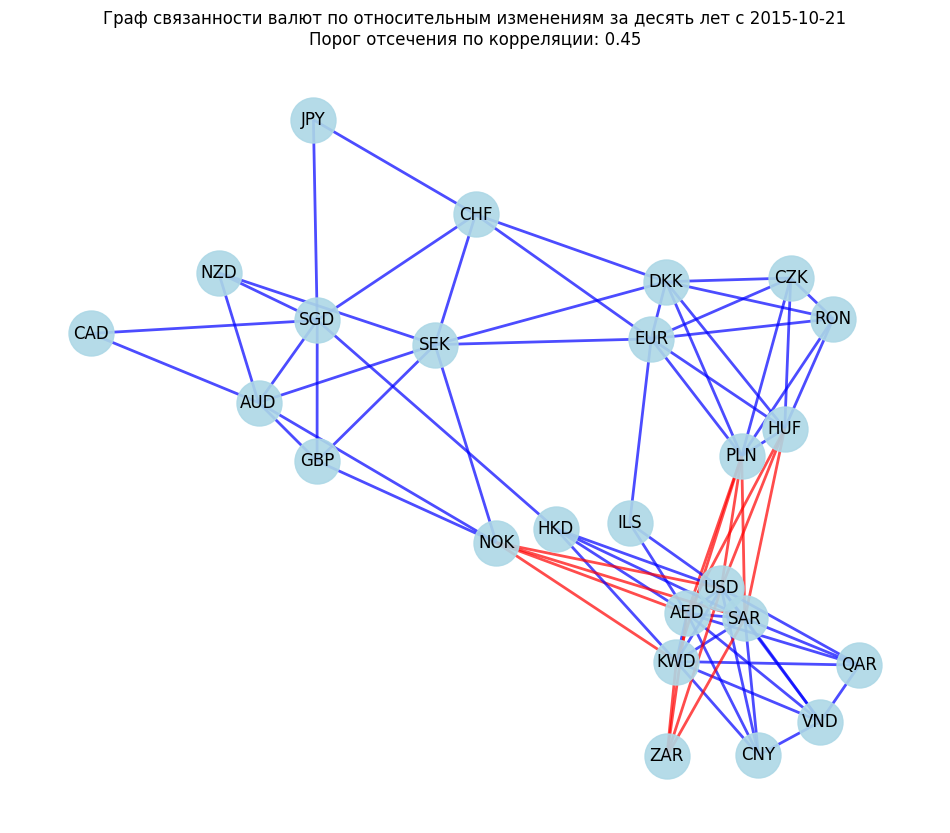 Граф связанности валют по относительным изменениям за десять лет с 2015-10-21
Порог отсечения по корреляции: 0.45
JPY
CHF
NZD
DKK
CZK
SGD
RON
CAD
SEK
EUR
AUD
HUF
GBP
PLN
ILS
HKD
NOK
USD
AED
SAR
KWD
QAR
VND
ZAR
CNY